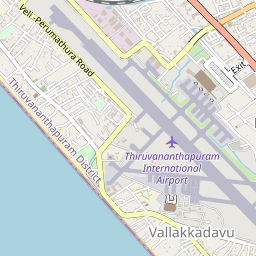 Veli - Perumathura Road
Exit
Thiruvananthapuram District
Thiruvananthapuram
International
Airport
Vallakkadavu